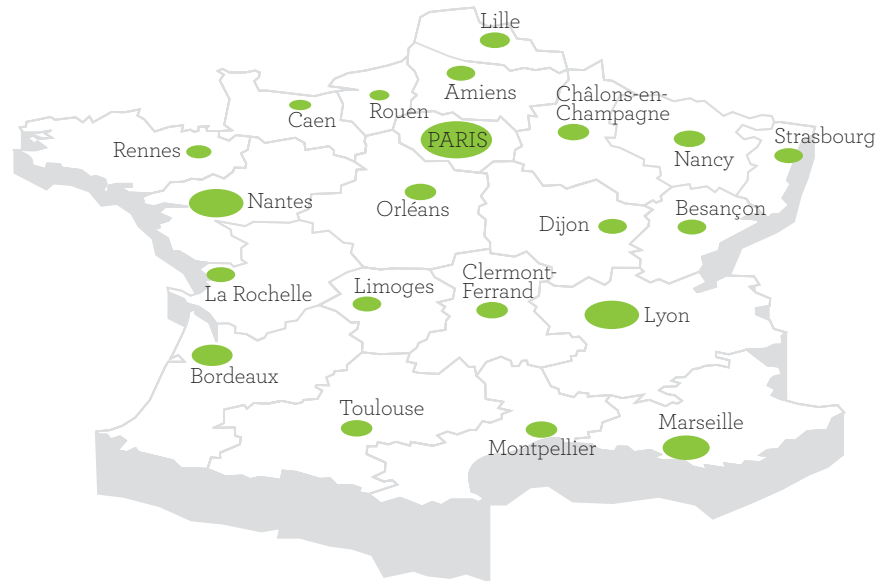 Lille
Amiens
Châlons-en-
Champagne
Rouen
Caen
PARIS
Strasbourg
Rennes
Nancy
Nantes
Orléans
Besançon
Dijon
Clermont-
Ferrand
La Rochelle
Limoges
Lyon
Bordeaux
Toulouse
Marseille
Montpellier